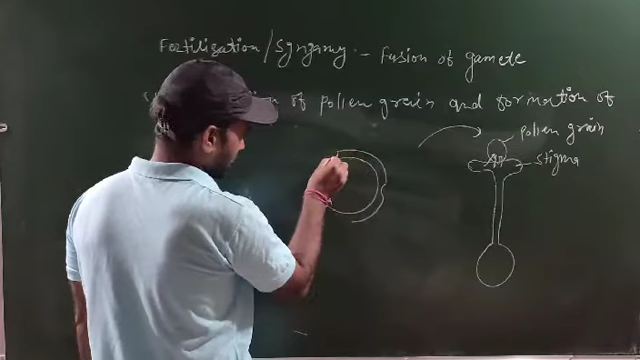 Fertilization/Syngamy - Fusion of gamete
of pollen grain and formation of
pollen grain
stigma